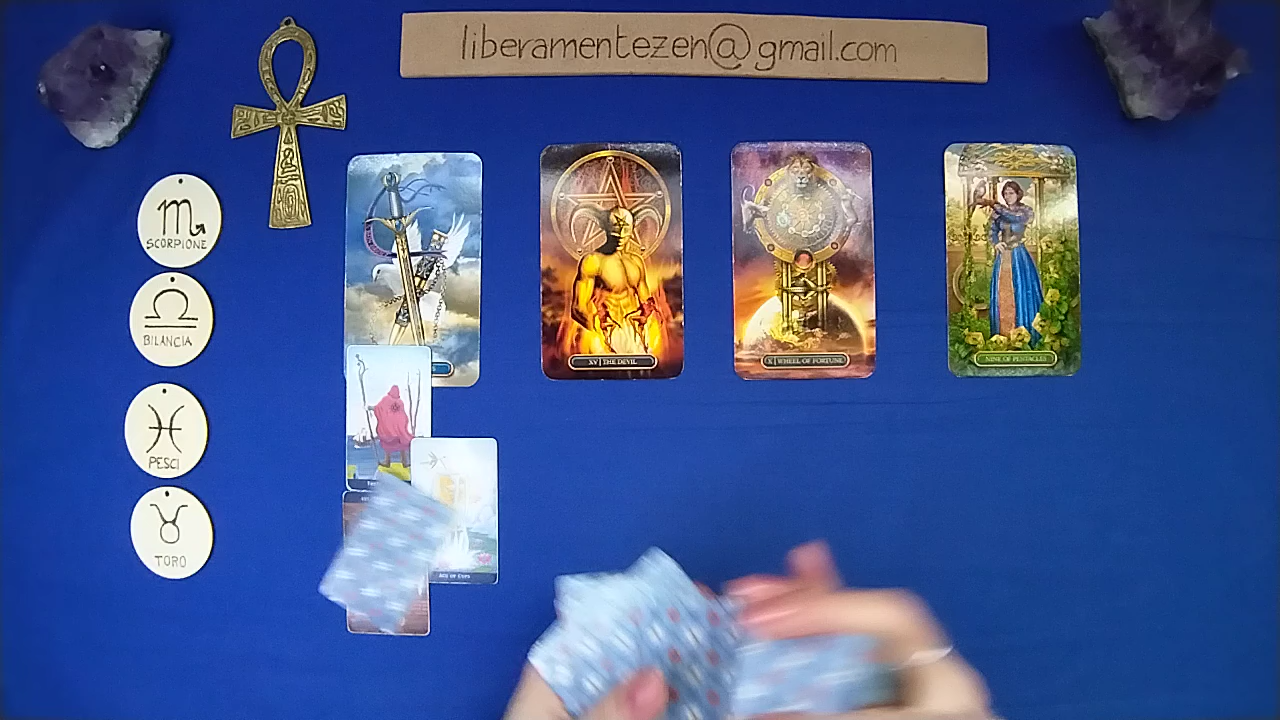 liberamentezen@gmail.com
SCORPIONE
BILANCIA
PESCI
TORO
XV THE DEVIL
X WHEEL OF FORTUNE
NINE OF PENTACLES
ACE OF CUPS